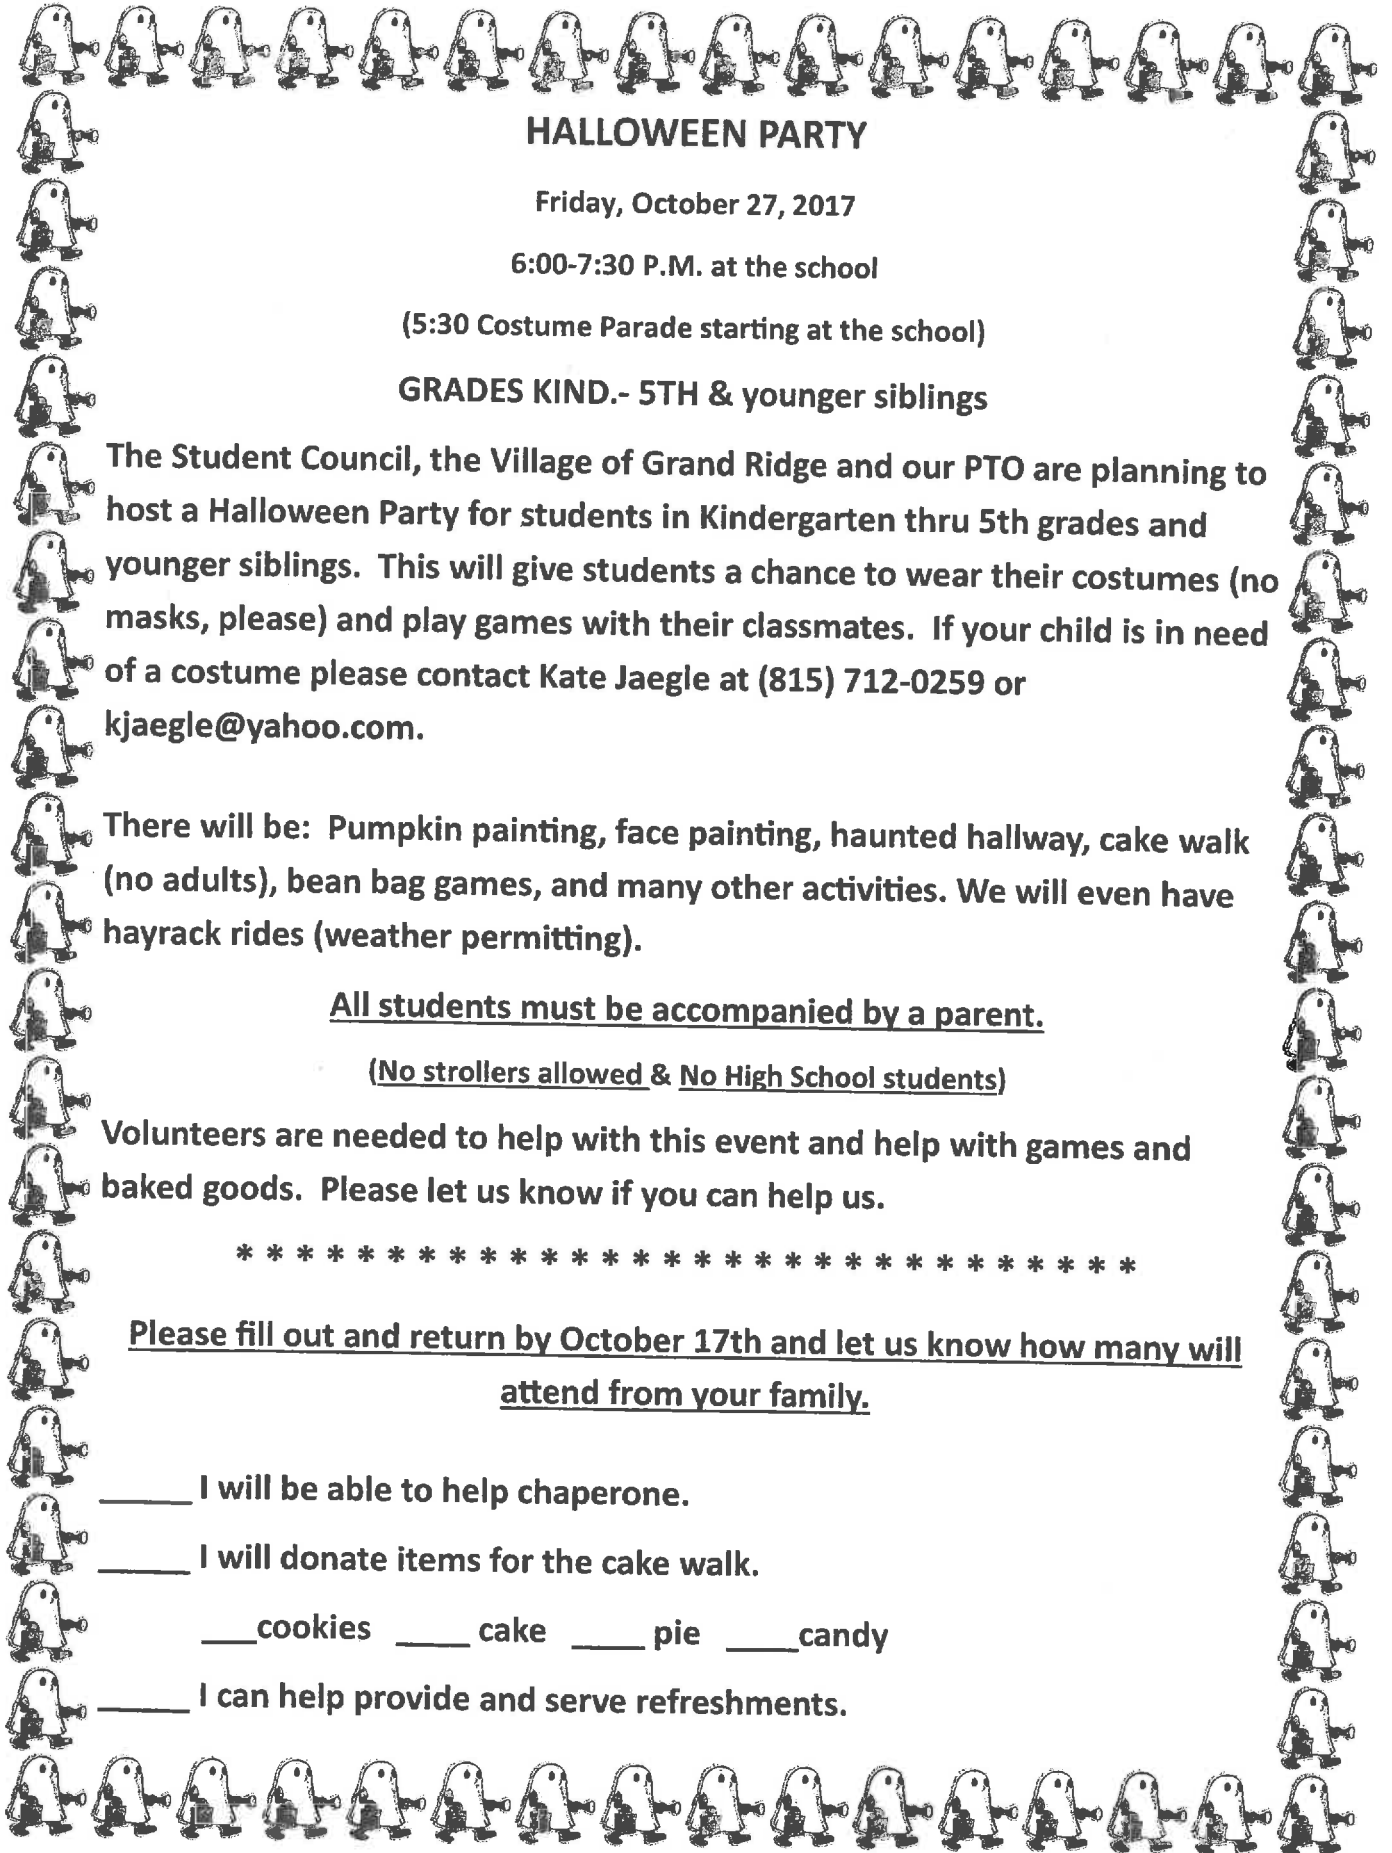 HALLOWEEN PARTY
Friday, October 27, 2017
6:00-7:30 P.M. at the school
(5:30 Costume Parade starting at the school)
GRADES KIND.- 5TH & younger siblings
The Student Council, the Village of Grand Ridge and our PTO are planning to
host a Halloween Party for students in Kindergarten thru 5th grades and
younger siblings.  This will give students a chance to wear their costumes (no
masks, please) and play games with their classmates.  If your child is in need
of a costume please contact Kate Jaegle at (815) 712-0259 or
kjaegle@yahoo.com.
There will be:  Pumpkin painting, face painting, haunted hallway, cake walk
(no adults), bean bag games, and many other activities. We will even have
hayrack rides (weather permitting).
All students must be accompanied by a parent.
(No strollers allowed & No High School students)
Volunteers are needed to help with this event and help with games and
baked goods.  Please let us know if you can help us.
* * * * * * * * * * * * * * * * * * * * * * * * * * * * * *
Please fill out and return by October 17th and let us know how many will
attend from your family.
_____ I will be able to help chaperone.
_____ I will donate items for the cake walk.
___cookies ____ cake ____ pie ____candy
_____ I can help provide and serve refreshments.